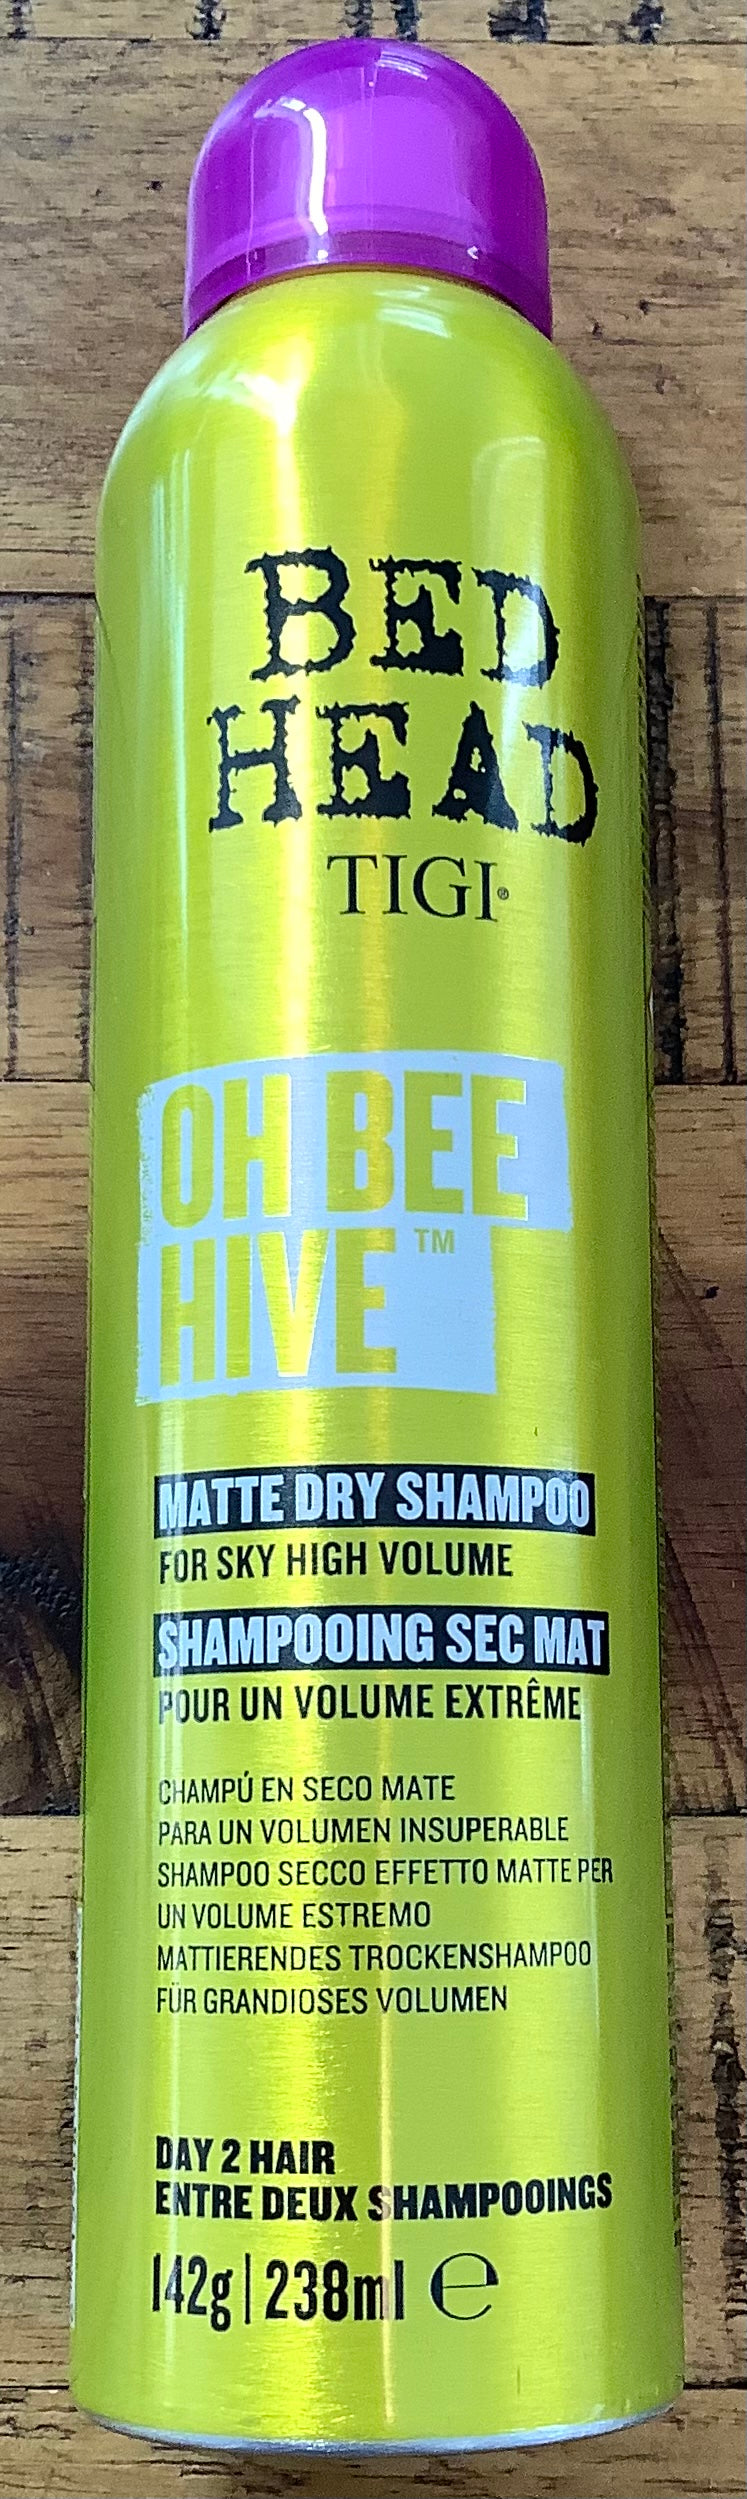 BED
HEAD
TIGI®
OH BEE
HIVE™
MATTE DRY SHAMPOO
FOR SKY HIGH VOLUME
SHAMPOOING SEC MAT
POUR UN VOLUME EXTRÊME
CHAMPÚ EN SECO MATE
PARA UN VOLUMEN INSUPERABLE
SHAMPOO SECCO EFFETTO MATTE PER
UN VOLUME ESTREMO
MATTIERENDES TROCKENSHAMPOO
FÜR GRANDIOSES VOLUMEN
DAY 2 HAIR
ENTRE DEUX SHAMPOOINGS
142g | 238ml ℮